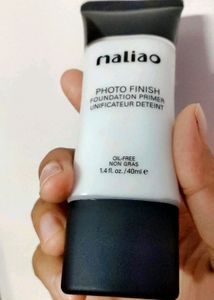 maliao
PHOTO FINISH
FOUNDATION PRIMER
UNIFICATEUR DETEINT
OIL-FREE
NON GRAS
1.4 fl.oz./40ml℮